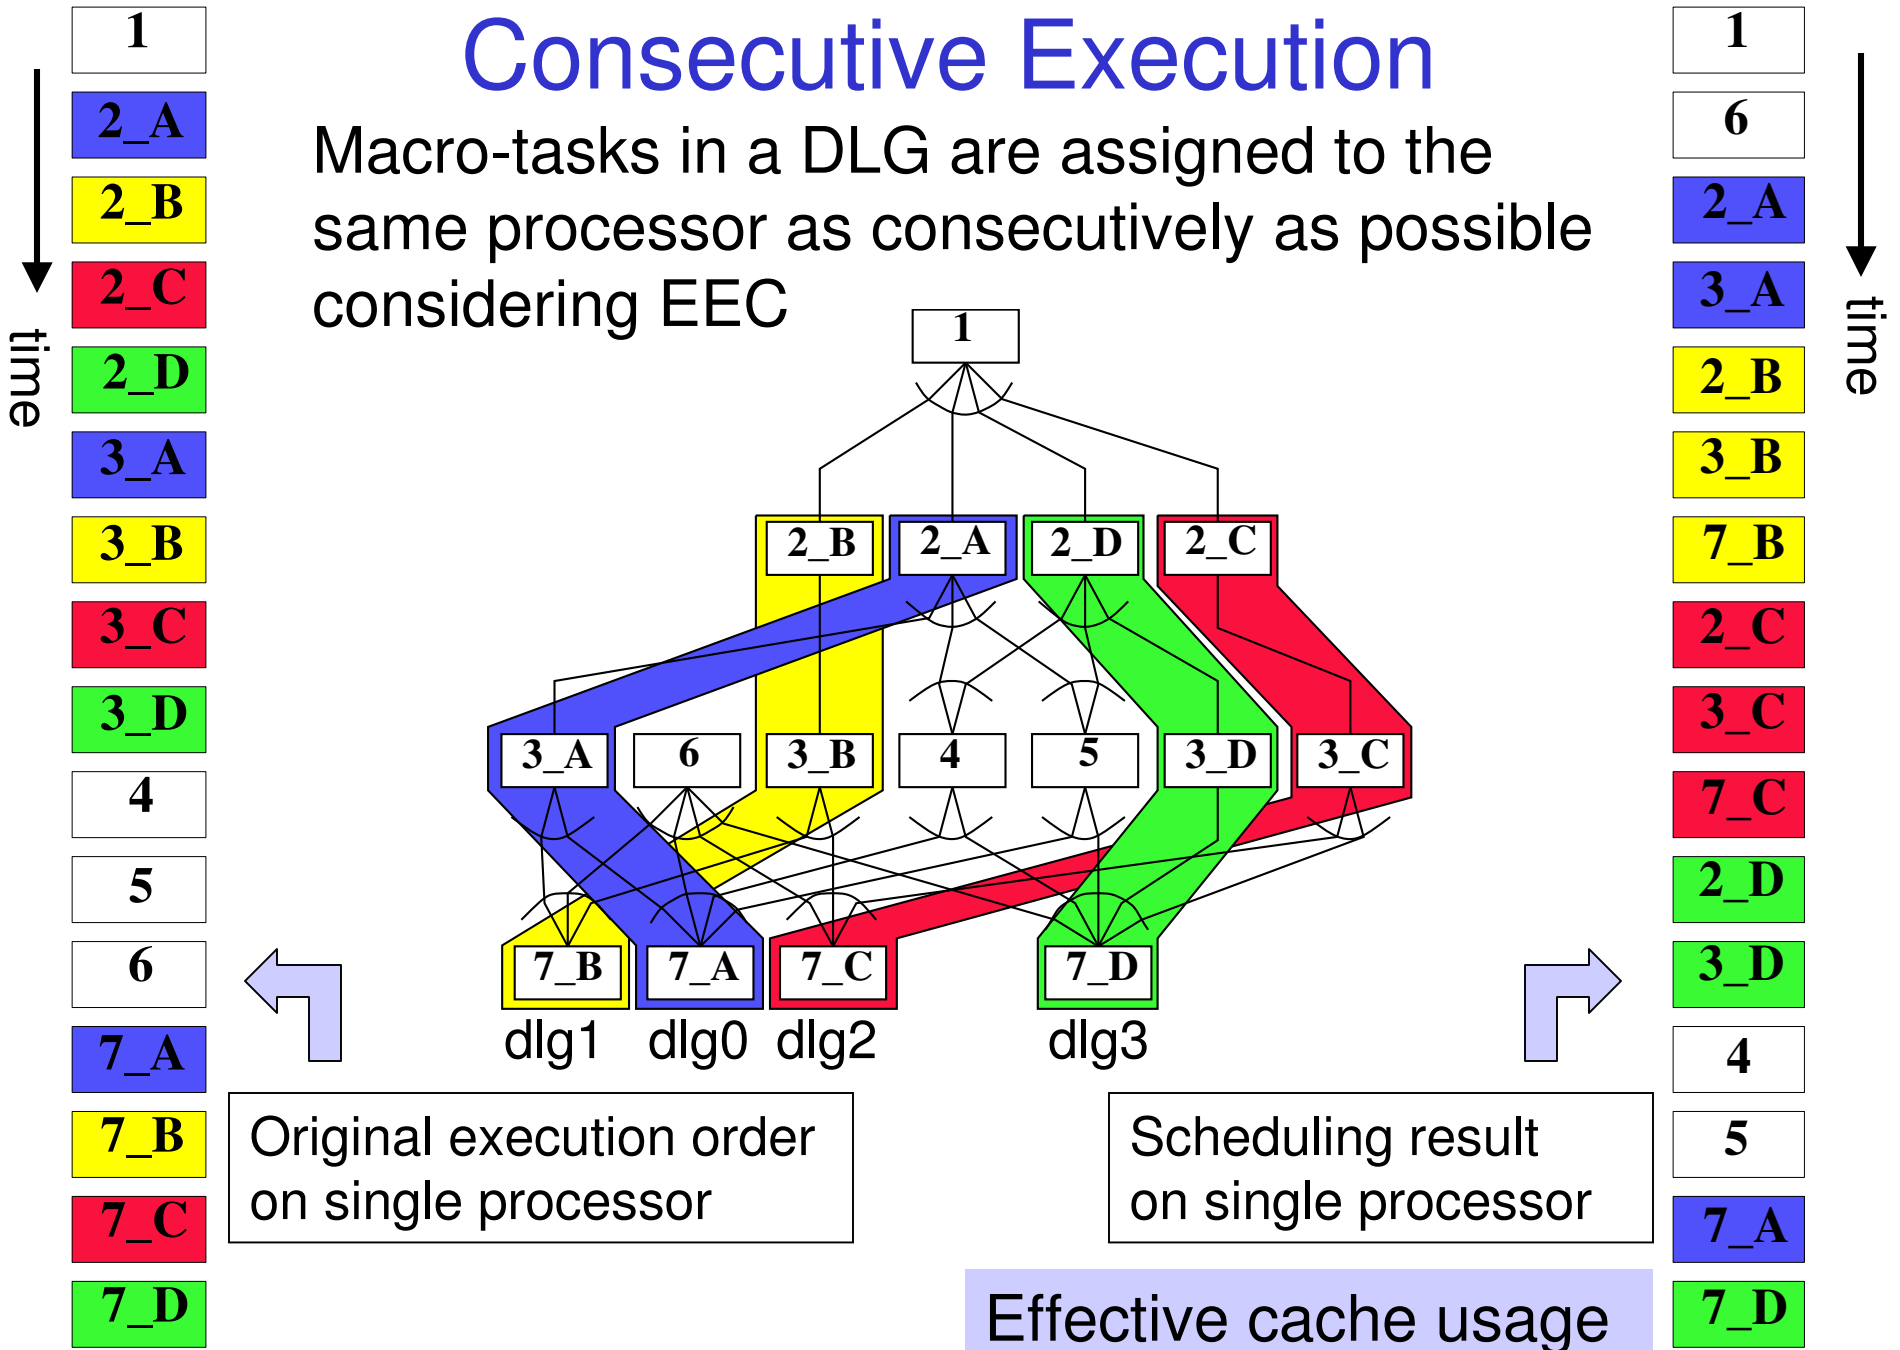 Consecutive Execution
Macro-tasks in a DLG are assigned to the
same processor as consecutively as possible
considering EEC
1
2_A
2_B
2_C
2_D
3_A
3_B
3_C
3_D
4
5
6
7_A
7_B
7_C
7_D
time
1
2_B 2_A 2_D 2_C
3_A 6 3_B 4 5 3_D 3_C
7_B 7_A 7_C 7_D
dlg1 dlg0 dlg2 dlg3
Original execution order
on single processor
Scheduling result
on single processor
Effective cache usage
1
6
2_A
3_A
2_B
3_B
7_B
2_C
3_C
7_C
2_D
3_D
4
5
7_A
7_D
time